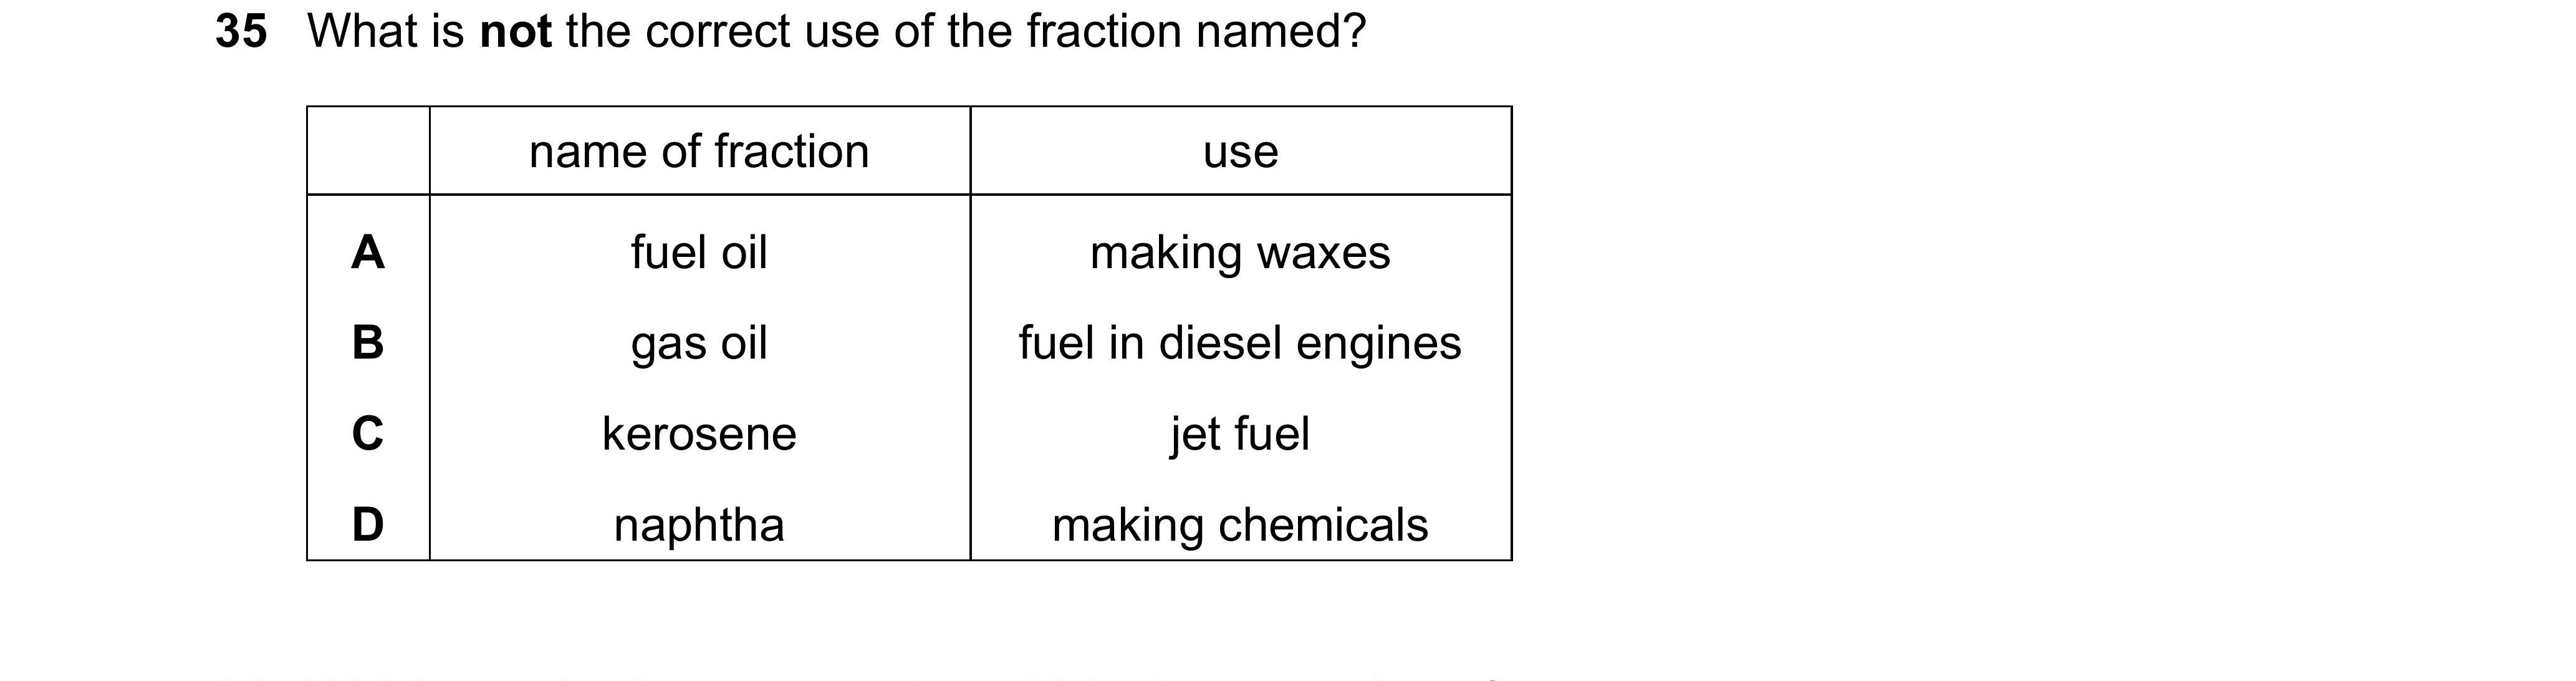 35 What is not the correct use of the fraction named?
name of fraction use
A fuel oil making waxes
B gas oil fuel in diesel engines
C kerosene jet fuel
D naphtha making chemicals